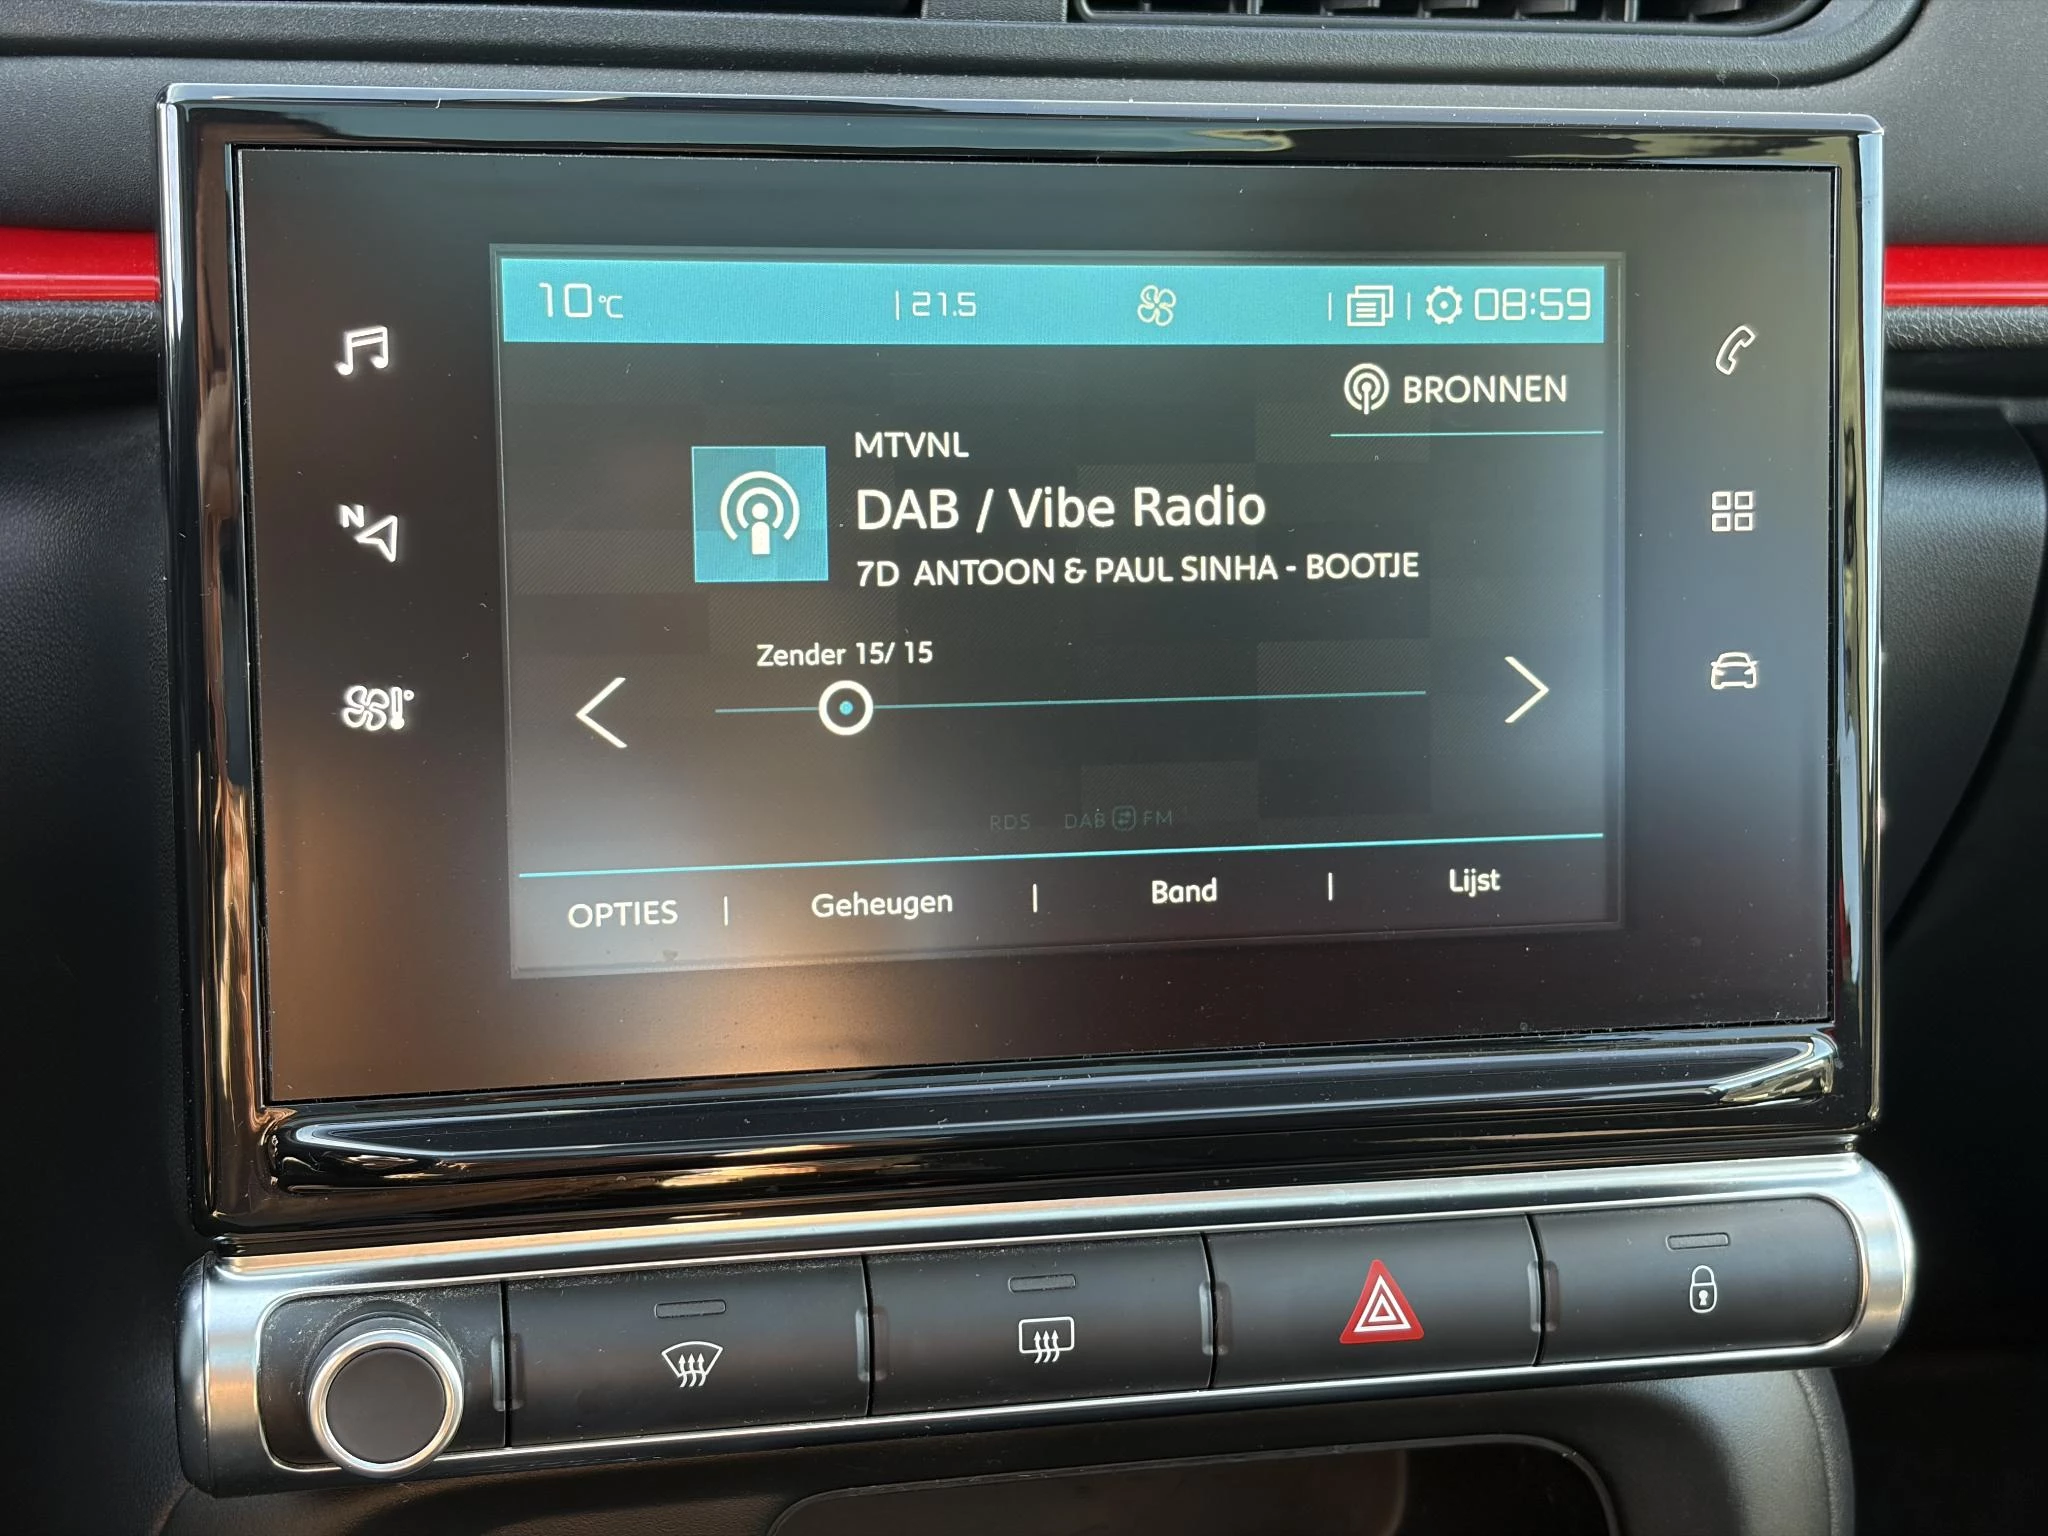 10°C | 21.5 | | 08:59
BRONNEN
MTVNL
DAB / Vibe Radio
7D ANTOON & PAUL SINHA - BOOTJE
Zender 15/ 15
N
RDS DAB FM
OPTIES | Geheugen | Band | Lijst